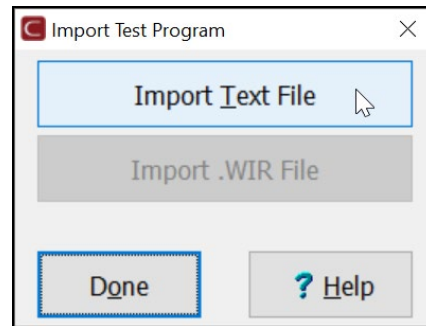 Import Test Program
Import Text File
Import .WIR File
Done
? Help